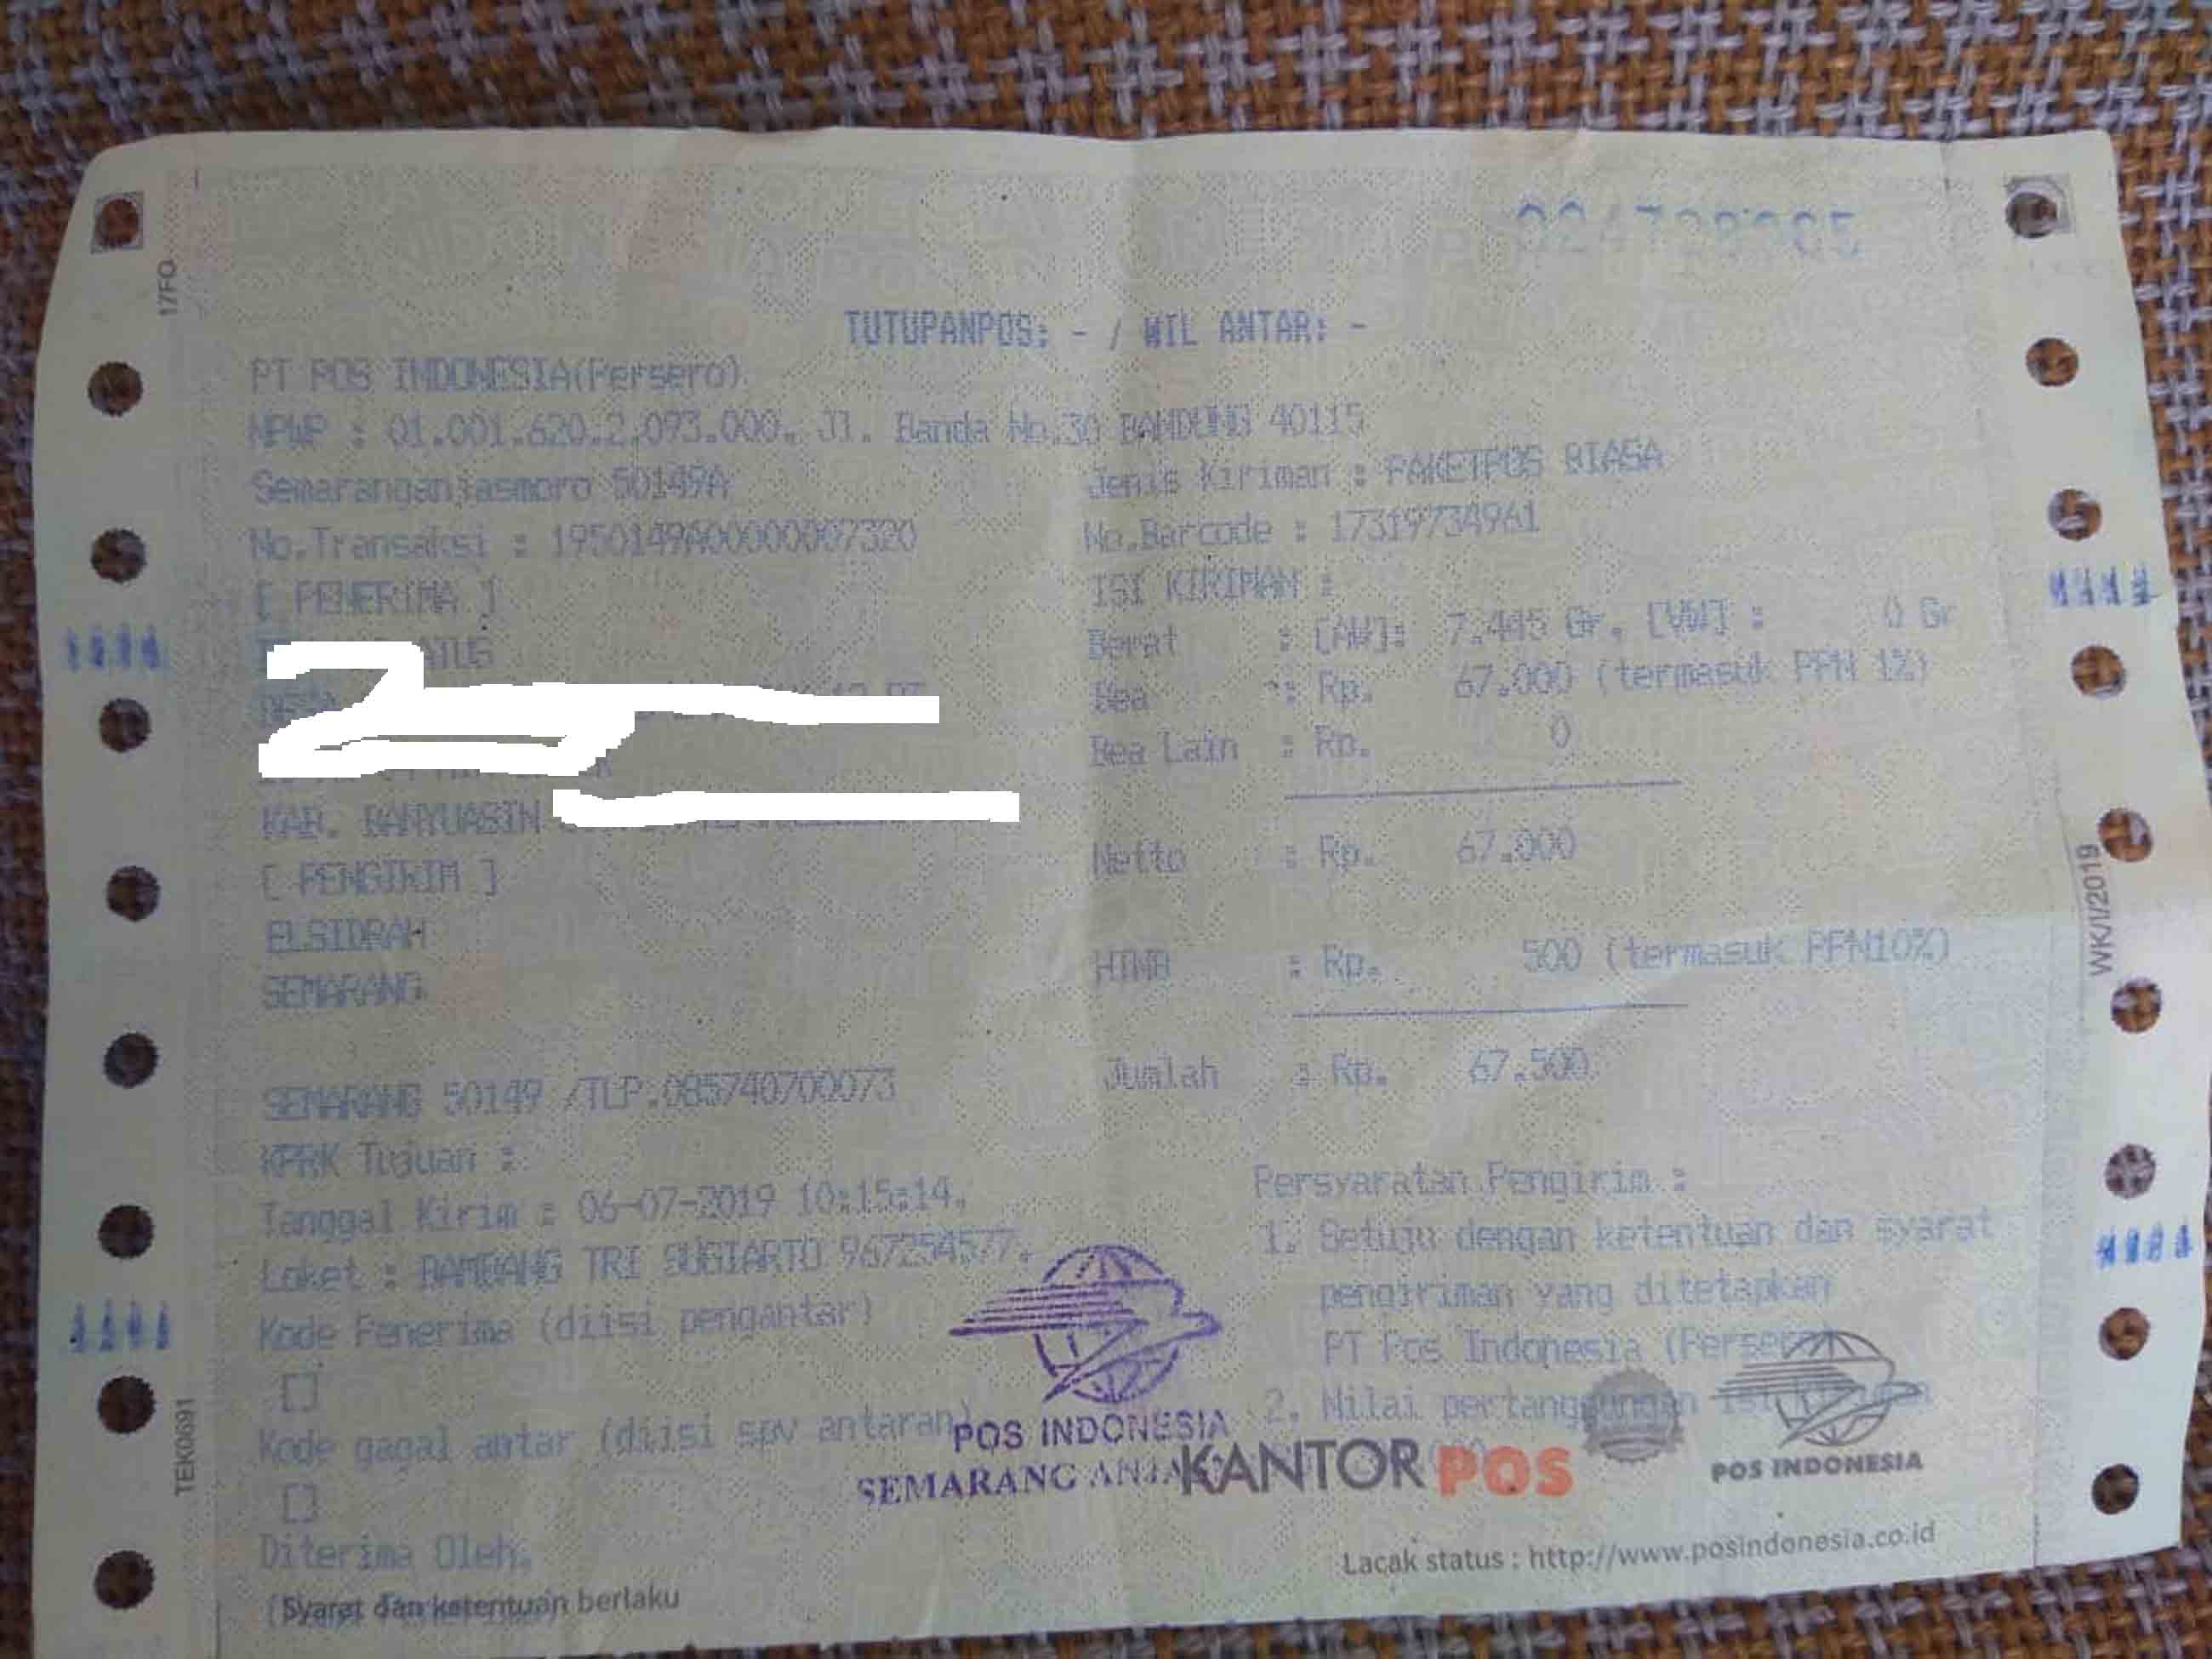 17FO
TUTUPANPOS: - / WIL ANTAR: -
PT POS INDONESIA(Persero)
NPWP : 01.001.620.2.093.000, Jl. Banda No.30 BANDUNG 40115
Semaranganjasmoro 50149A
No.Transaksi : 1950149A00000007320
[ PENERIMA ]
KAB. BANYUASIN
[ PENGIRIM ]
ELSIDRAH
SEMARANG
SEMARANG 50149 /TLP.085740700073
KPRK Tujuan :
Tanggal Kirim : 06-07-2019 10:15:14,
Loket : BAMBANG TRI SUGIARTO 967254577,
Kode Penerima (diisi pengantar)
[]
Kode gagal antar (diisi spv antaran)
[]
Diterima Oleh,
Syarat dan ketentuan berlaku
Jenis Kiriman : PAKETPOS BIASA
No.Barcode : 17319734961
ISI KIRIMAN :
Berat : [AW]: 7.445 Gr, [VW] : 0 Gr
Bea : Rp. 67.000 (termasuk PPN 1%)
Bea Lain : Rp. 0
Netto : Rp. 67.000
HTNB : Rp. 500 (termasuk PPN10%)
Jumlah : Rp. 67.500
Persyaratan Pengirim :
1. Setuju dengan ketentuan dan syarat
pengiriman yang ditetapkan
PT Pos Indonesia (Persero)
2. Nilai pertanggungan
POS INDONESIA
SEMARANG
KANTOR POS
POS INDONESIA
Lacak status : http://www.posindonesia.co.id
WK/I/2019
TEK0691